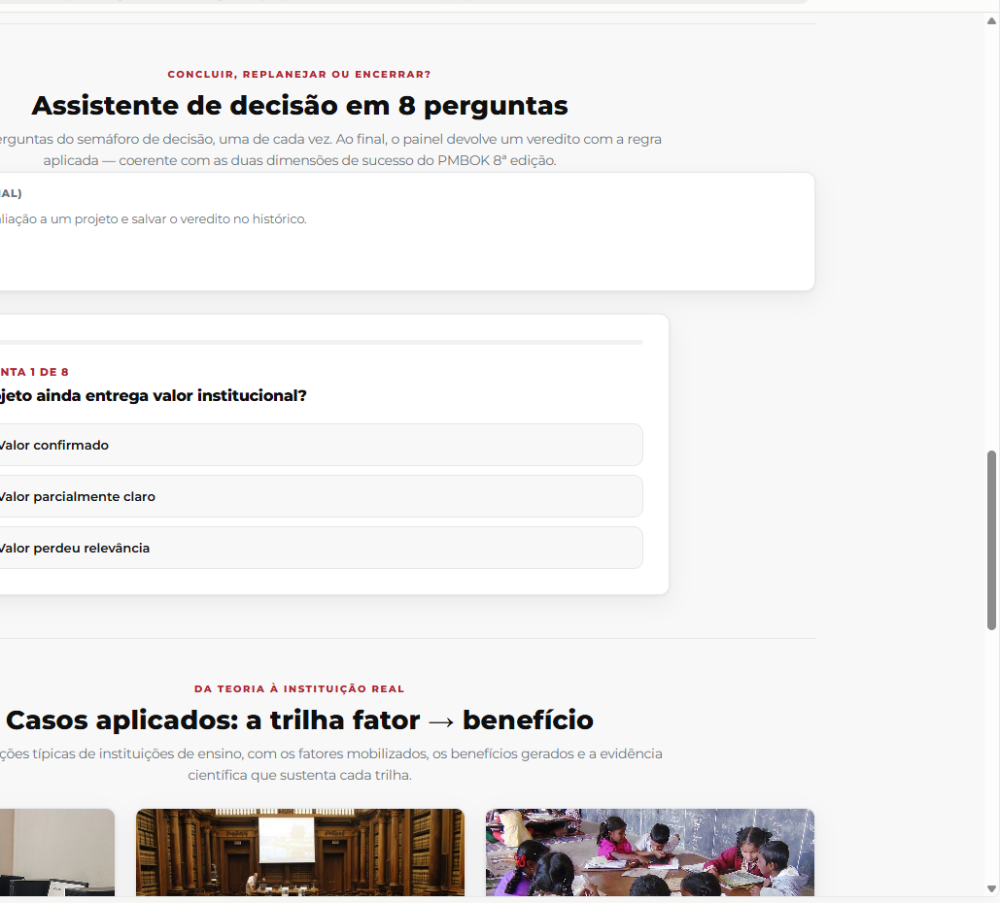 CONCLUIR, REPLANEJAR OU ENCERRAR?
Assistente de decisão em 8 perguntas
erguntas do semáforo de decisão, uma de cada vez. Ao final, o painel devolve um veredito com a regra
aplicada — coerente com as duas dimensões de sucesso do PMBOK 8ª edição.
AL)
aliação a um projeto e salvar o veredito no histórico.
NTA 1 DE 8
jeto ainda entrega valor institucional?
Valor confirmado
Valor parcialmente claro
Valor perdeu relevância
DA TEORIA À INSTITUIÇÃO REAL
Casos aplicados: a trilha fator → benefício
ções típicas de instituições de ensino, com os fatores mobilizados, os benefícios gerados e a evidência
científica que sustenta cada trilha.